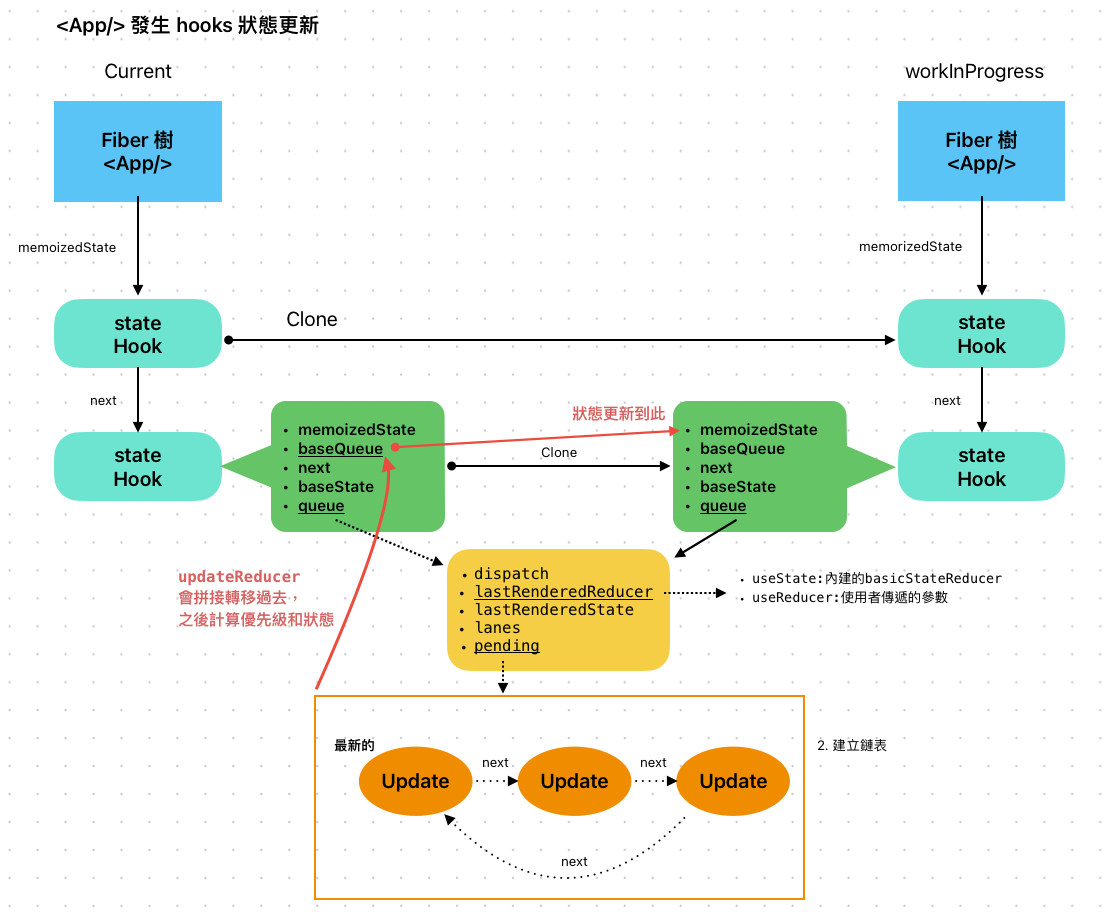 <App/> 發生 hooks 狀態更新
Current
workInProgress
Fiber 樹
<App/>
Fiber 樹
<App/>
memoizedState
memorizedState
state
Hook
Clone
state
Hook
next
next
state
Hook
• memoizedState
• baseQueue
• next
• baseState
• queue
狀態更新到此
Clone
• memoizedState
• baseQueue
• next
• baseState
• queue
state
Hook
updateReducer
會拼接轉移過去，
之後計算優先級和狀態
• dispatch
• lastRenderedReducer
• lastRenderedState
• lanes
• pending
• useState:內建的basicStateReducer
• useReducer:使用者傳遞的參數
最新的
2. 建立鏈表
Update
next
Update
next
Update
next